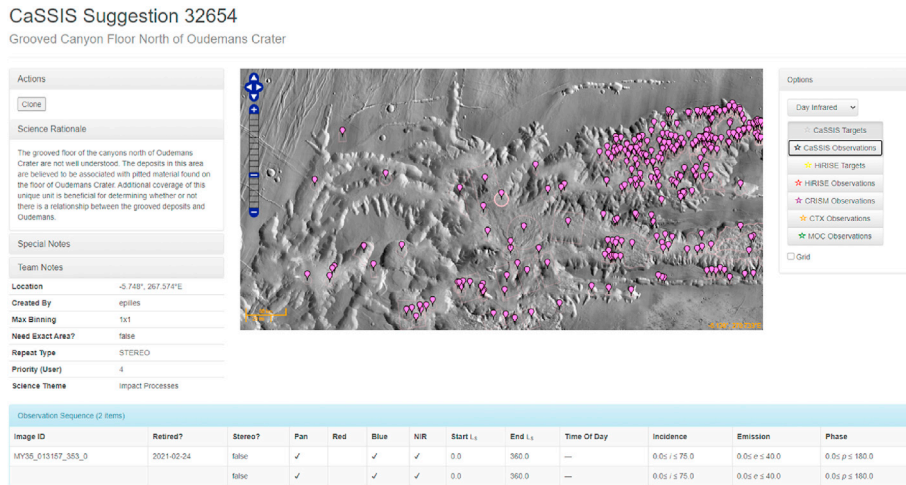 CaSSIS Suggestion 32654
Grooved Canyon Floor North of Oudemans Crater
Actions
Clone
Science Rationale
The grooved floor of the canyons north of Oudemans
Crater are not well understood. The deposits in this area
are believed to be associated with pitted material found on
the floor of Oudemans Crater. Additional coverage of this
unique unit is beneficial for determining whether or not
there is a relationship between the grooved deposits and
Oudemans.
Special Notes
Team Notes
Location -5.748°, 267.574°E
Created By epilles
Max Binning 1x1
Need Exact Area? false
Repeat Type STEREO
Priority (User) 4
Science Theme Impact Processes
Options
Day Infrared
CaSSIS Targets
CaSSIS Observations
HiRISE Targets
HiRISE Observations
CRISM Observations
CTX Observations
MOC Observations
Grid
Observation Sequence (2 items)
Image ID Retired? Stereo? Pan Red Blue NIR Start Ls End Ls Time Of Day Incidence Emission Phase
MY35_013157_353_0 2021-02-24 false ✓ ✓ ✓ 0.0 360.0 — 0.0≤ i ≤ 75.0 0.0≤ e ≤ 40.0 0.0≤ p ≤ 180.0
false ✓ ✓ ✓ 0.0 360.0 — 0.0≤ i ≤ 75.0 0.0≤ e ≤ 40.0 0.0≤ p ≤ 180.0